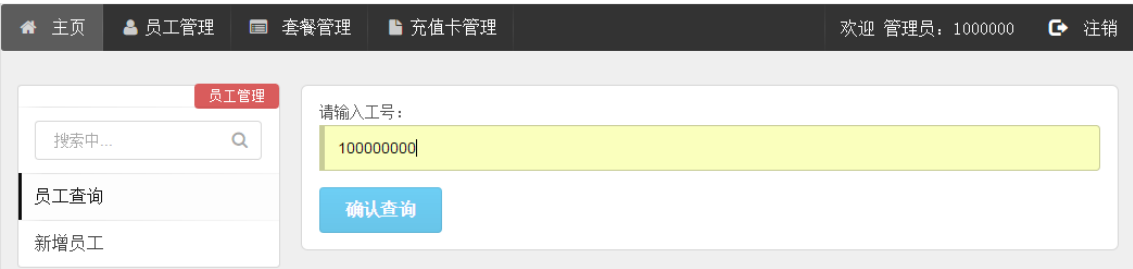 主页 员工管理 套餐管理 充值卡管理 欢迎 管理员：1000000 注销
员工管理
搜索中...
员工查询
新增员工
请输入工号：
100000000
确认查询